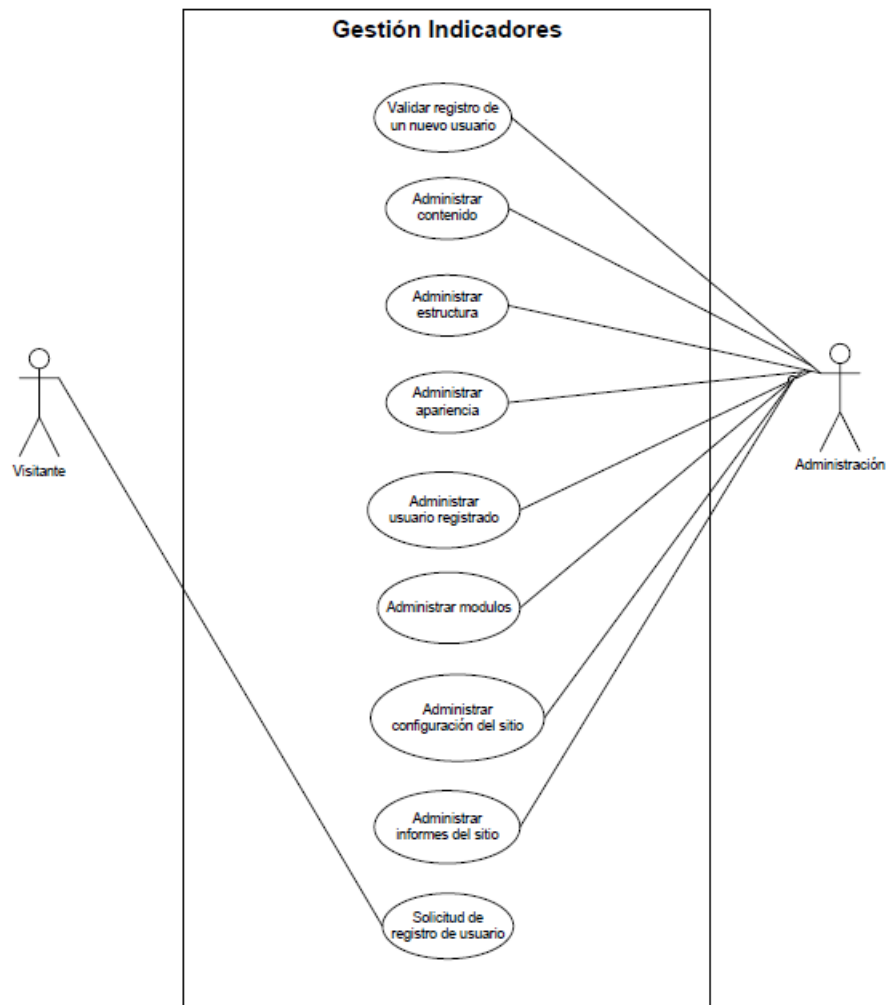 Gestión Indicadores
Validar registro de
un nuevo usuario
Administrar
contenido
Administrar
estructura
Administrar
apariencia
Visitante
Administración
Administrar
usuario registrado
Administrar modulos
Administrar
configuración del sitio
Administrar
informes del sitio
Solicitud de
registro de usuario